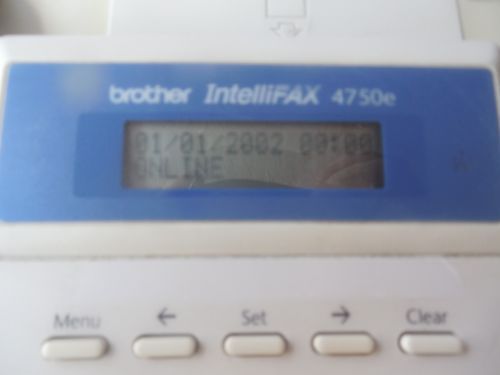 brother IntelliFAX 4750e
01/01/2002 00:00
ONLINE
Menu ← Set → Clear